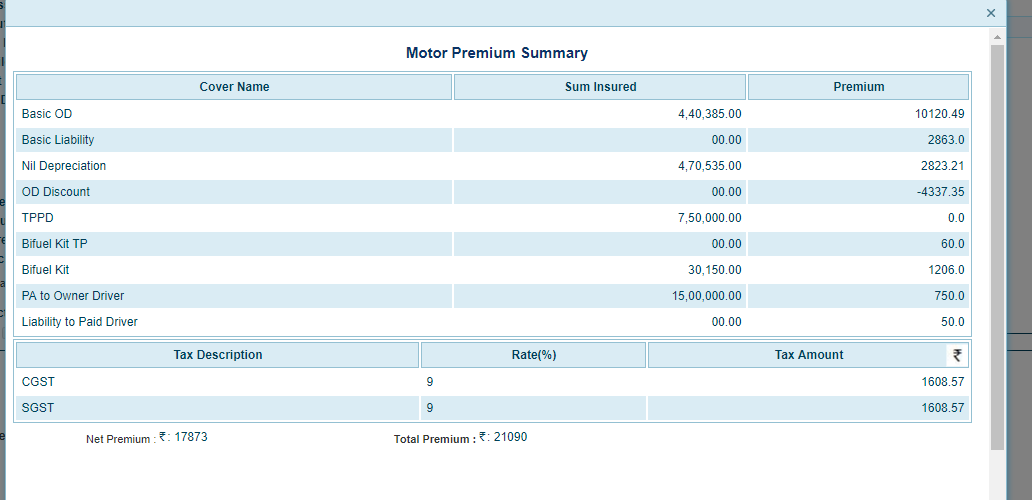 ×
Motor Premium Summary
Cover Name Sum Insured Premium
Basic OD 4,40,385.00 10120.49
Basic Liability 00.00 2863.0
Nil Depreciation 4,70,535.00 2823.21
OD Discount 00.00 -4337.35
TPPD 7,50,000.00 0.0
Bifuel Kit TP 00.00 60.0
Bifuel Kit 30,150.00 1206.0
PA to Owner Driver 15,00,000.00 750.0
Liability to Paid Driver 00.00 50.0
Tax Description Rate(%) Tax Amount ₹
CGST 9 1608.57
SGST 9 1608.57
Net Premium : ₹: 17873 Total Premium : ₹: 21090